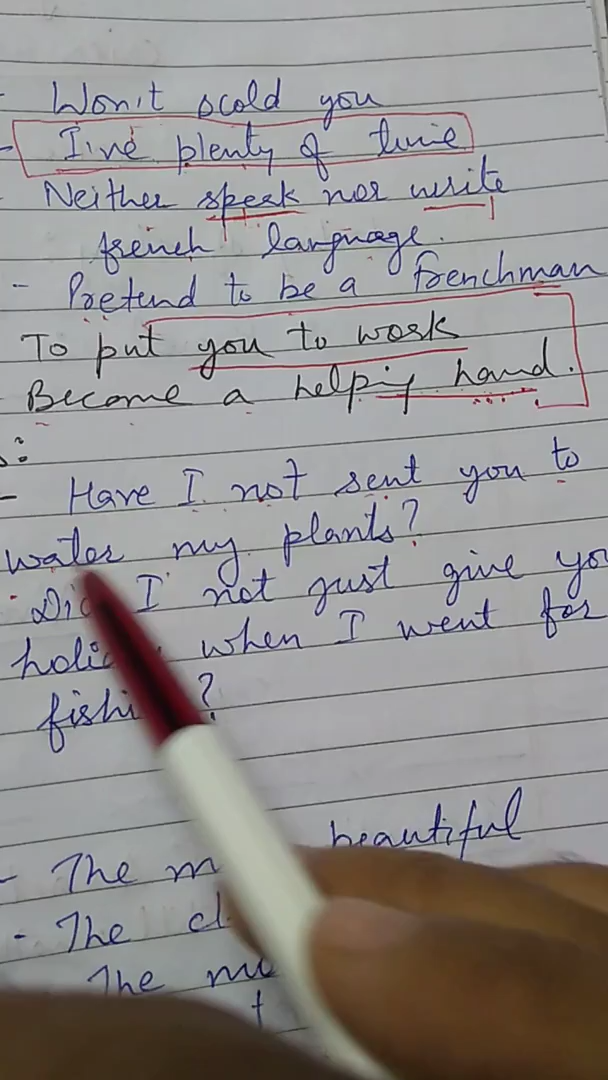 - Won't scold you
- I've plenty of time
- Neither speak nor write
french language.
- Pretend to be a frenchman
To put you to work
Become a helping hand.
s:
- Have I not sent you to
water my plants?
- Did I not just give you
when I went for
?
- The beautiful
- The
The